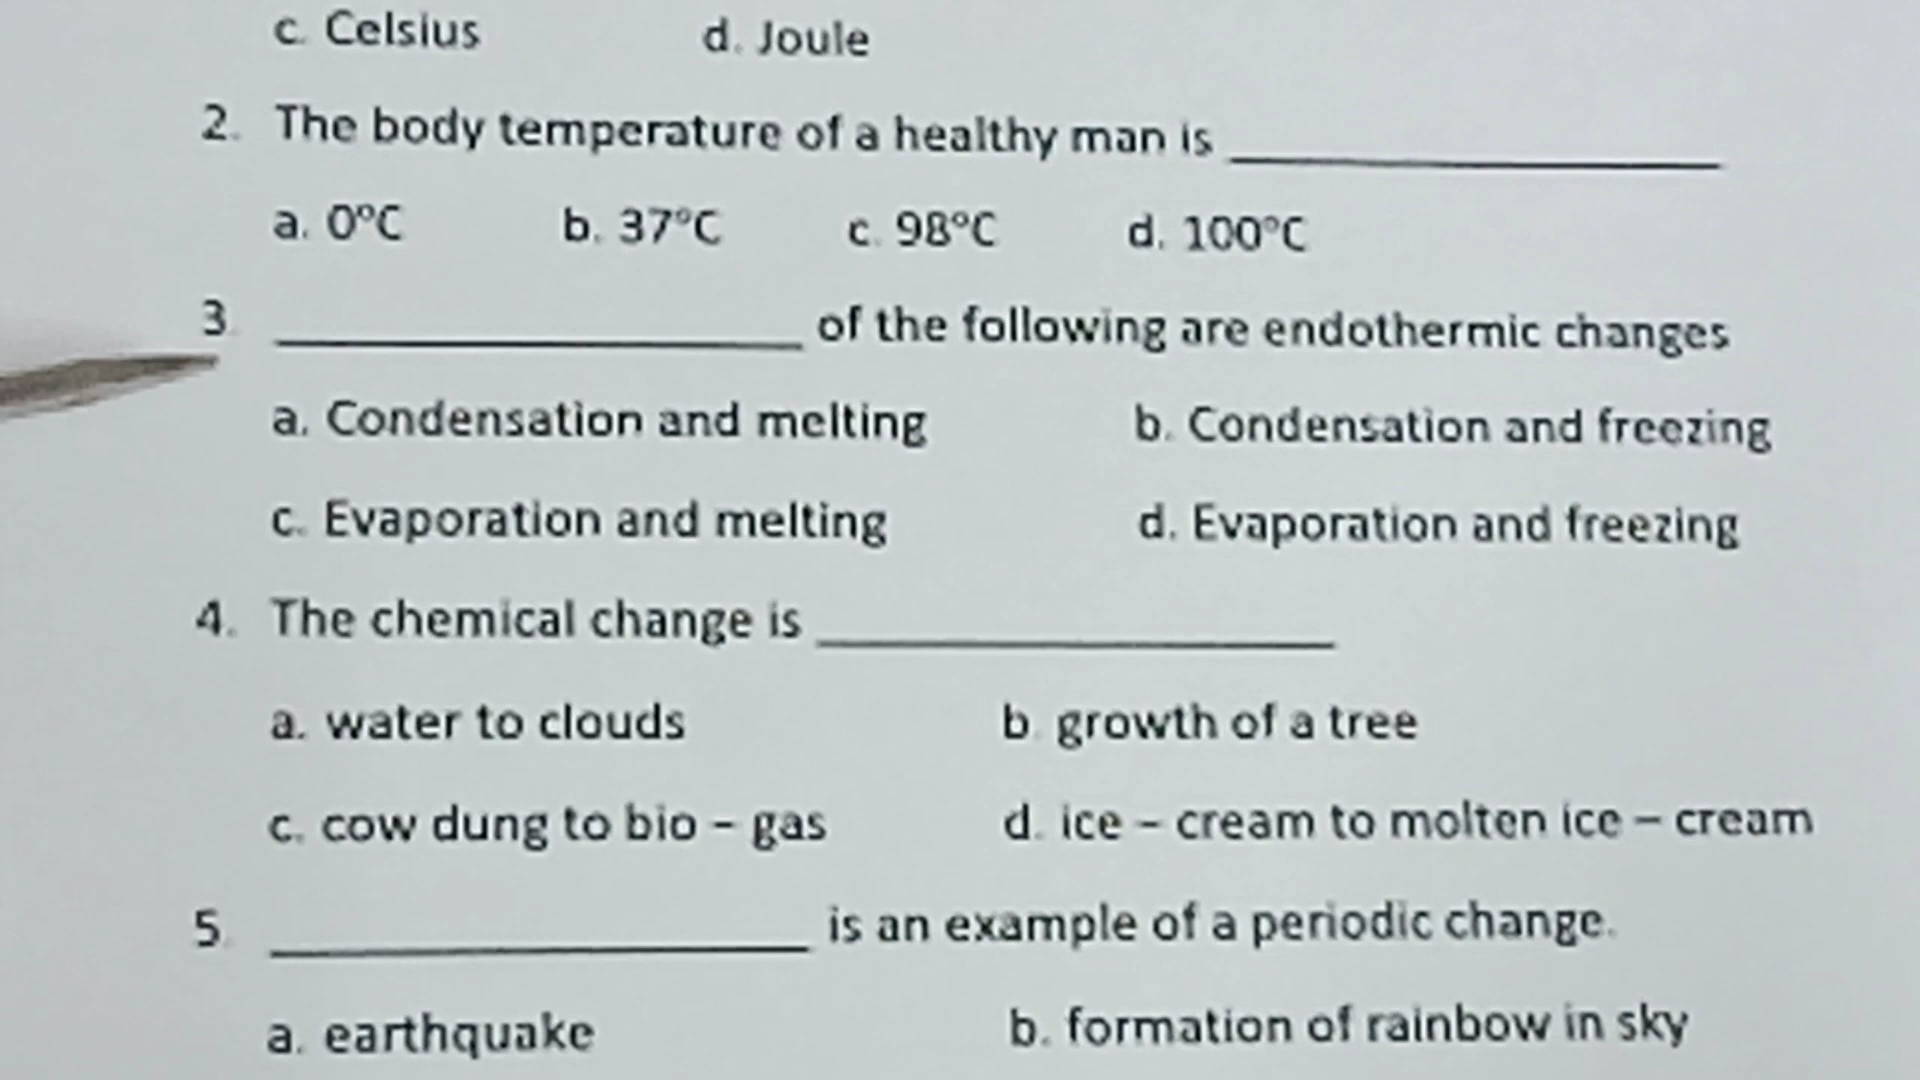 c. Celsius d. Joule
2. The body temperature of a healthy man is ____________
a. 0°C b. 37°C c. 98°C d. 100°C
3. ____________ of the following are endothermic changes
a. Condensation and melting b. Condensation and freezing
c. Evaporation and melting d. Evaporation and freezing
4. The chemical change is ____________
a. water to clouds b. growth of a tree
c. cow dung to bio – gas d. ice – cream to molten ice – cream
5. ____________ is an example of a periodic change.
a. earthquake b. formation of rainbow in sky